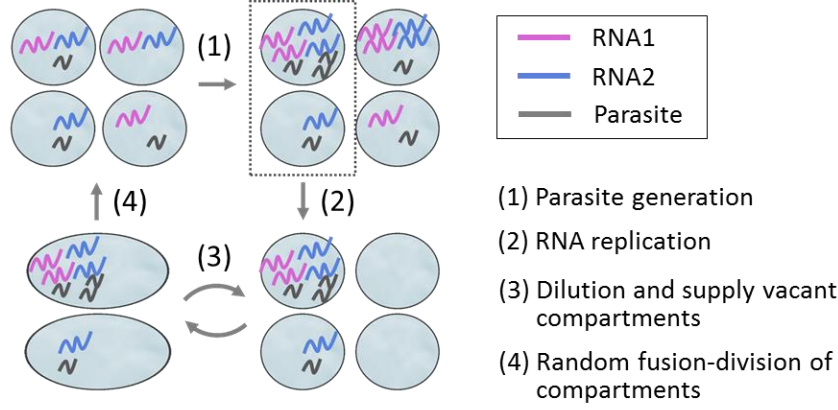 (1)
RNA1
RNA2
Parasite
(4)
(2)
(3)
(1) Parasite generation
(2) RNA replication
(3) Dilution and supply vacant
compartments
(4) Random fusion-division of
compartments